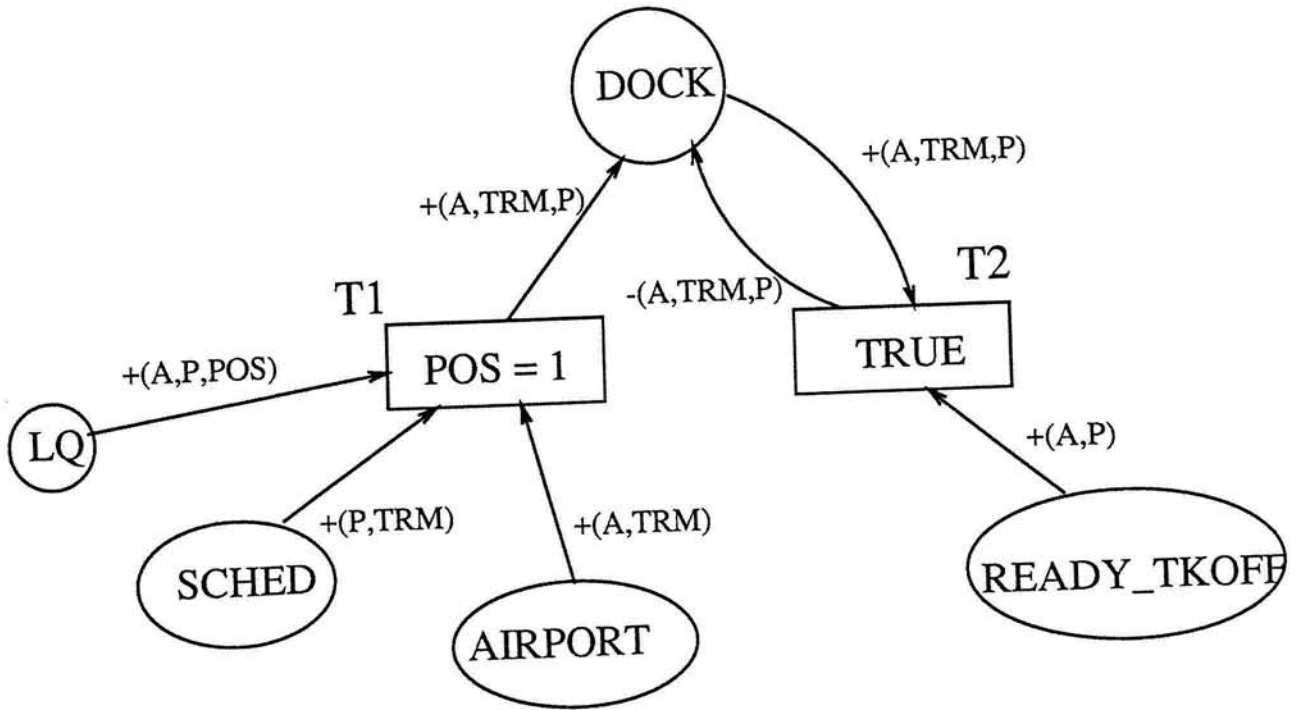 DOCK
+(A,TRM,P)
+(A,TRM,P)
T2
-(A,TRM,P)
T1
TRUE
POS = 1
+(A,P,POS)
+(A,P)
LQ
+(P,TRM)
+(A,TRM)
SCHED
READY_TKOFF
AIRPORT